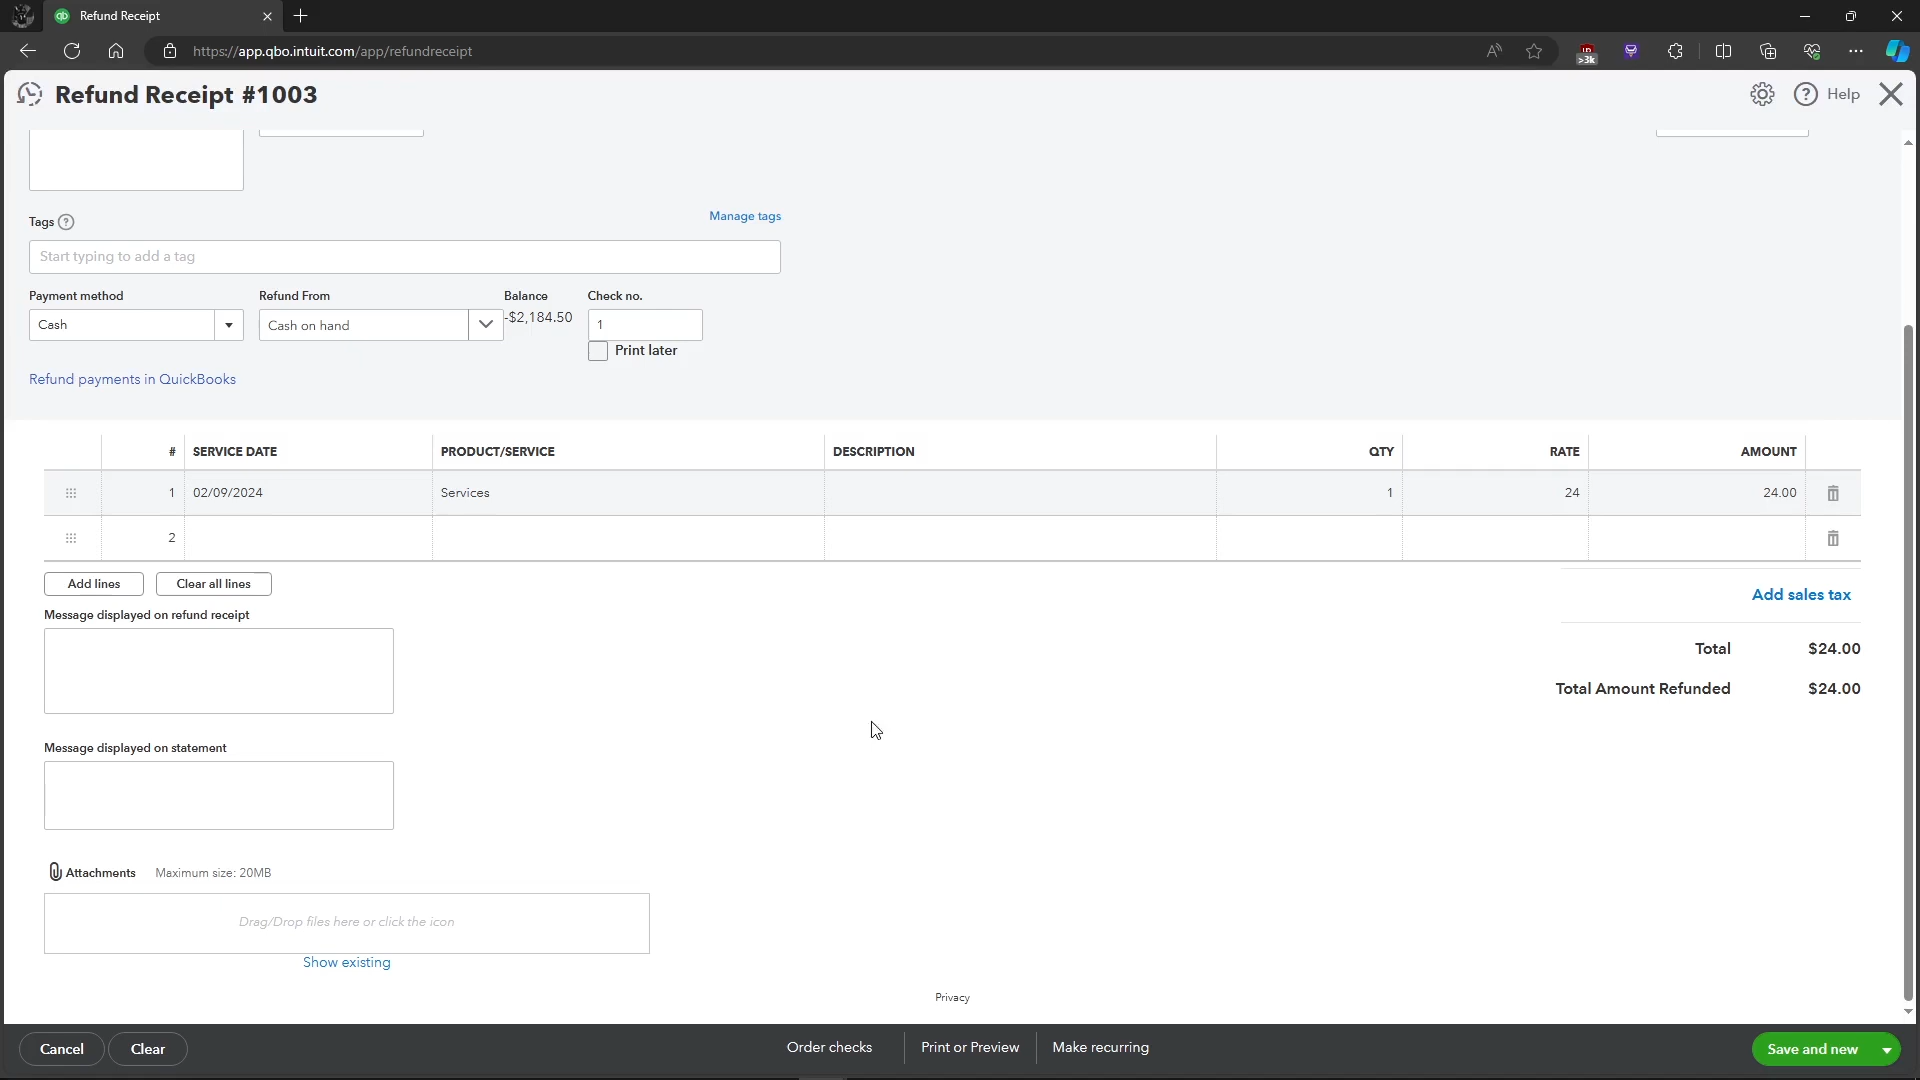 Refund Receipt
https://app.qbo.intuit.com/app/refundreceipt
>3k
Refund Receipt #1003
Help
Tags
Manage tags
Start typing to add a tag
Payment method
Refund From
Balance
Check no.
Cash
Cash on hand
-$2,184.50
1
Print later
Refund payments in QuickBooks
# SERVICE DATE PRODUCT/SERVICE DESCRIPTION QTY RATE AMOUNT
1 02/09/2024 Services 1 24 24.00
2
Add lines
Clear all lines
Add sales tax
Message displayed on refund receipt
Total $24.00
Total Amount Refunded $24.00
Message displayed on statement
Attachments Maximum size: 20MB
Drag/Drop files here or click the icon
Show existing
Privacy
Cancel
Clear
Order checks
Print or Preview
Make recurring
Save and new